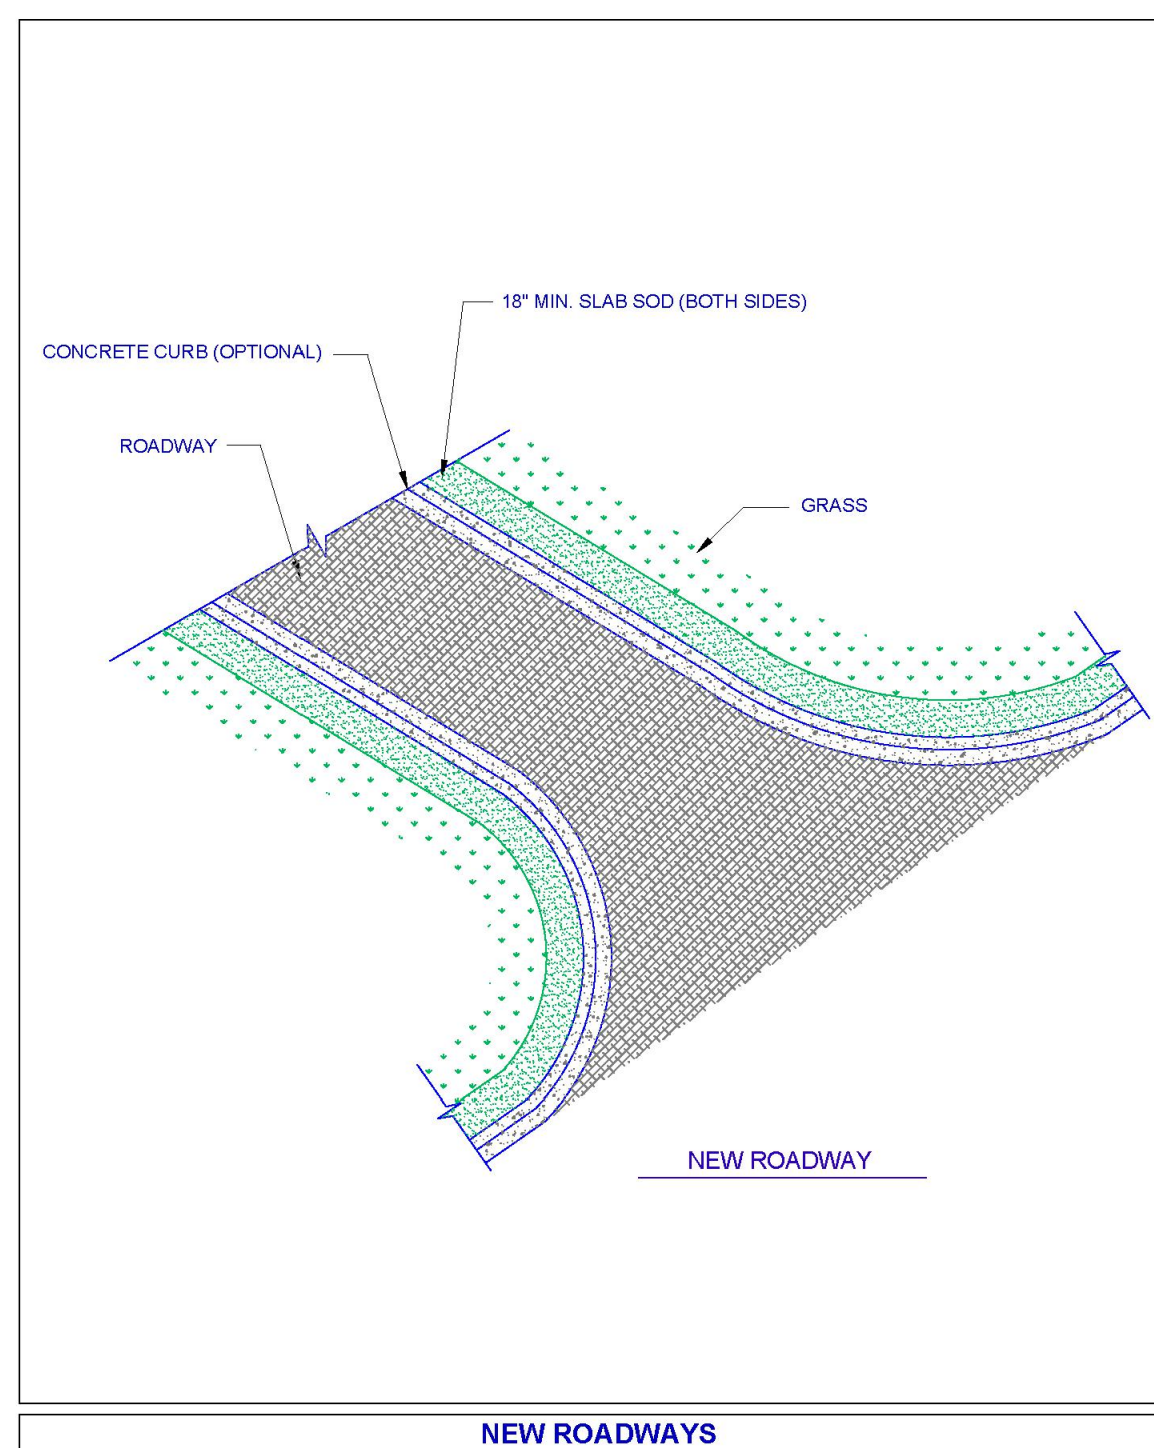 18" MIN. SLAB SOD (BOTH SIDES)
CONCRETE CURB (OPTIONAL)
ROADWAY
GRASS
NEW ROADWAY
NEW ROADWAYS